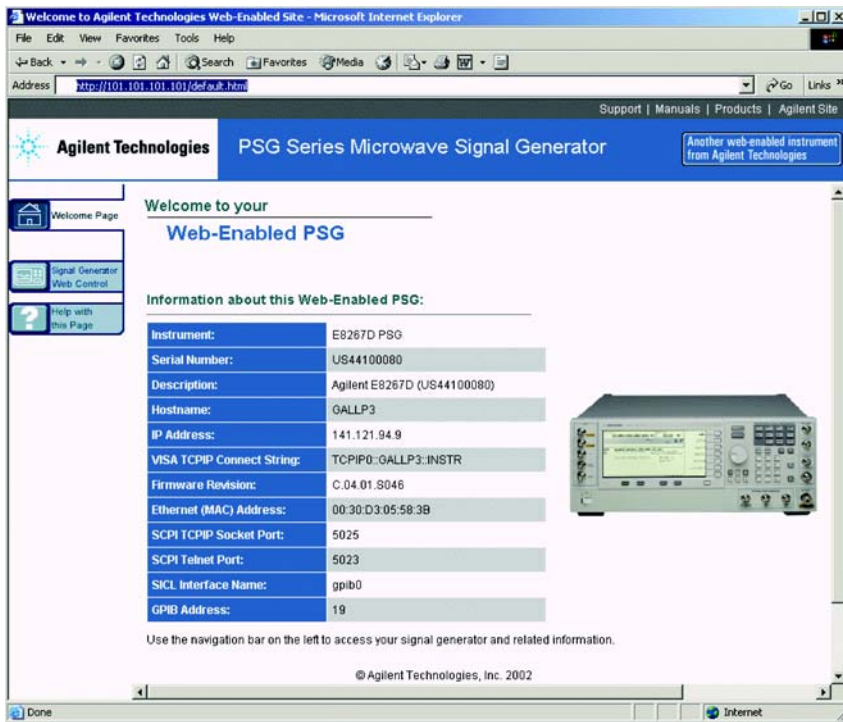 Welcome to Agilent Technologies Web-Enabled Site - Microsoft Internet Explorer
File Edit View Favorites Tools Help
Back Search Favorites Media
Address http://101.101.101.101/default.html Go Links »
Support | Manuals | Products | Agilent Site
Agilent Technologies PSG Series Microwave Signal Generator Another web-enabled instrument
from Agilent Technologies
Welcome Page
Signal Generator
Web Control
Help with
this Page
Welcome to your
Web-Enabled PSG
Information about this Web-Enabled PSG:
Instrument: E8267D PSG
Serial Number: US44100080
Description: Agilent E8267D (US44100080)
Hostname: GALLP3
IP Address: 141.121.94.9
VISA TCPIP Connect String: TCPIP0::GALLP3::INSTR
Firmware Revision: C.04.01.S046
Ethernet (MAC) Address: 00:30:D3:05:58:3B
SCPI TCPIP Socket Port: 5025
SCPI Telnet Port: 5023
SICL Interface Name: gpib0
GPIB Address: 19
Use the navigation bar on the left to access your signal generator and related information.
© Agilent Technologies, Inc. 2002
Done Internet